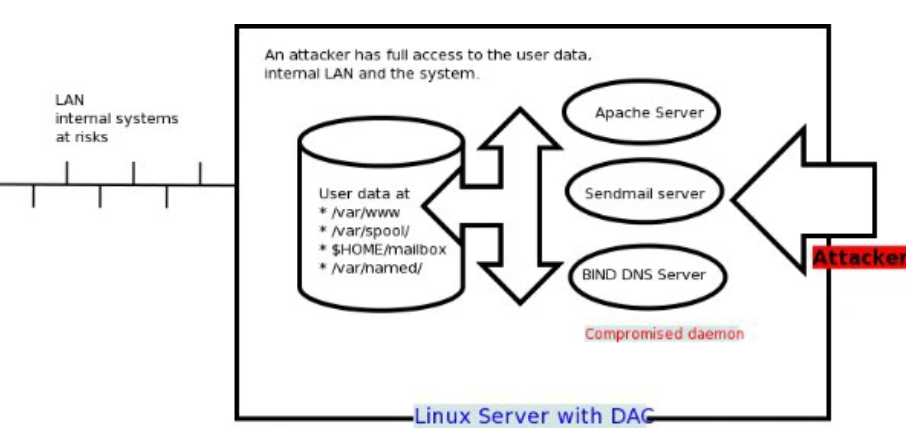 An attacker has full access to the user data,
internal LAN and the system.
LAN
internal systems
at risks
User data at
* /var/www
* /var/spool/
* $HOME/mailbox
* /var/named/
Apache Server
Sendmail server
BIND DNS Server
Compromised daemon
Attacker
Linux Server with DAC